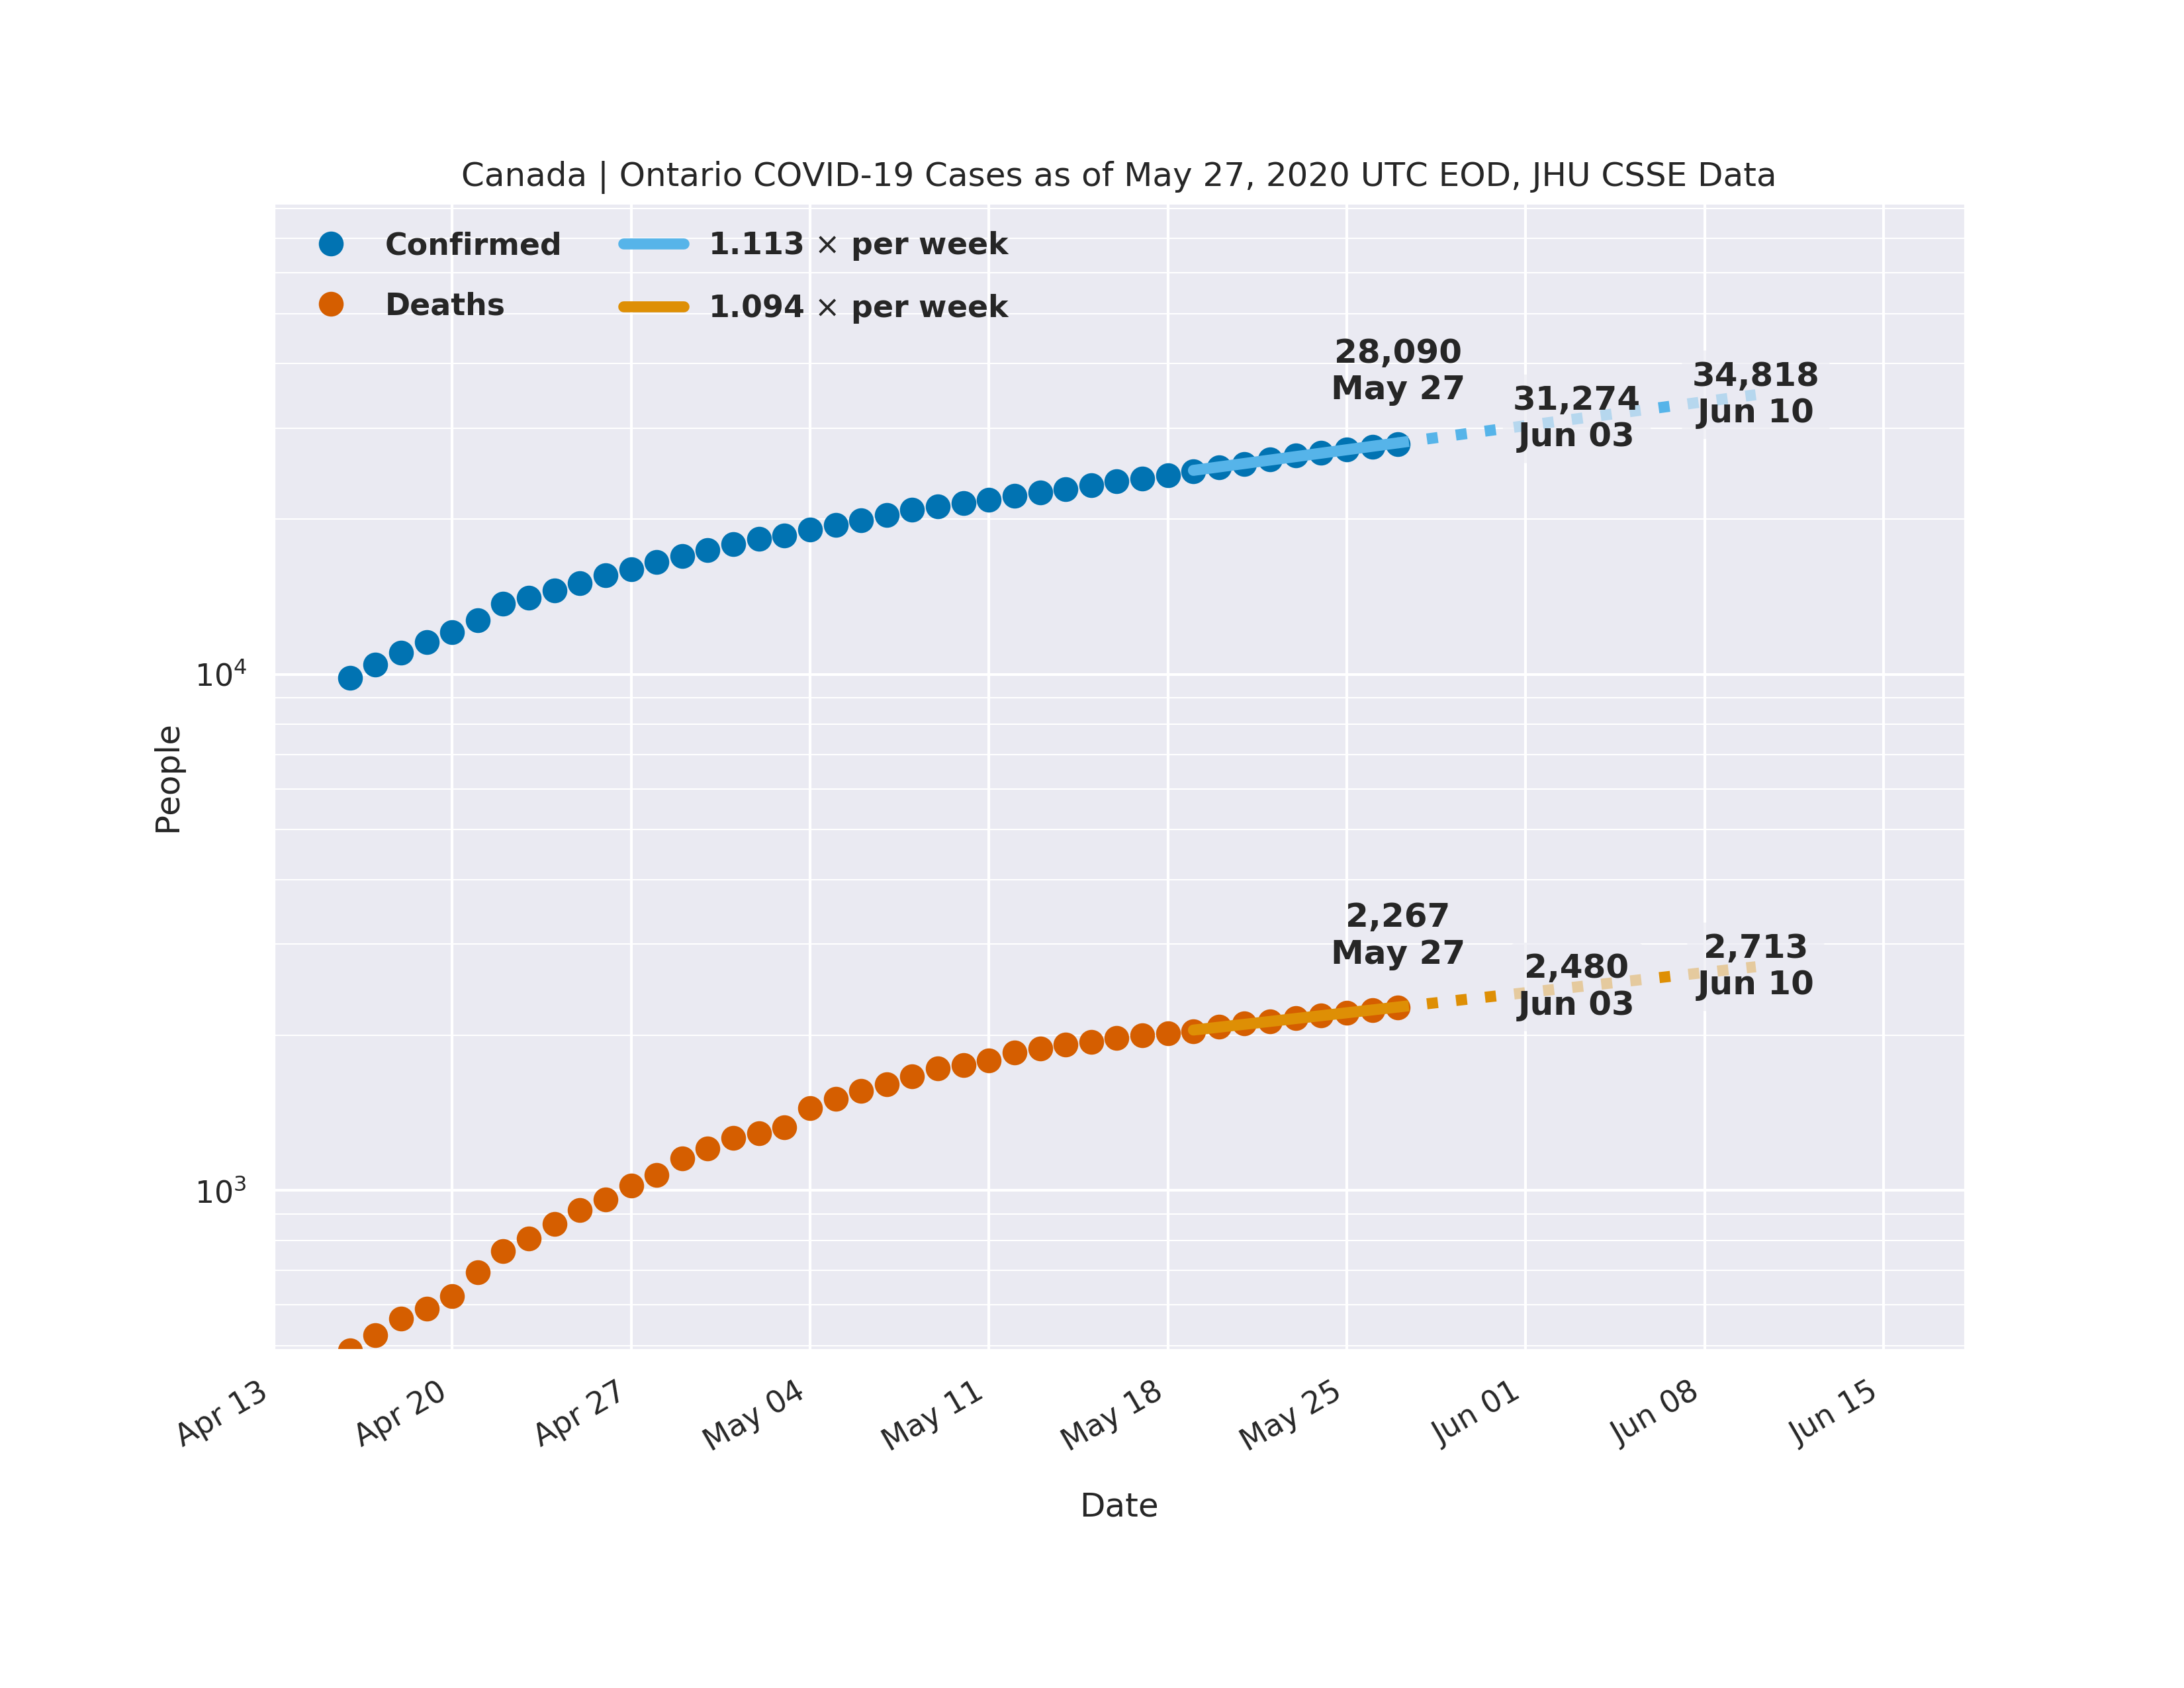 Canada | Ontario COVID-19 Cases as of May 27, 2020 UTC EOD, JHU CSSE Data
Confirmed
Deaths
1.113 × per week
1.094 × per week
28,090
May 27
31,274
Jun 03
34,818
Jun 10
2,267
May 27
2,480
Jun 03
2,713
Jun 10
10⁴
10³
People
Apr 13
Apr 20
Apr 27
May 04
May 11
May 18
May 25
Jun 01
Jun 08
Jun 15
Date